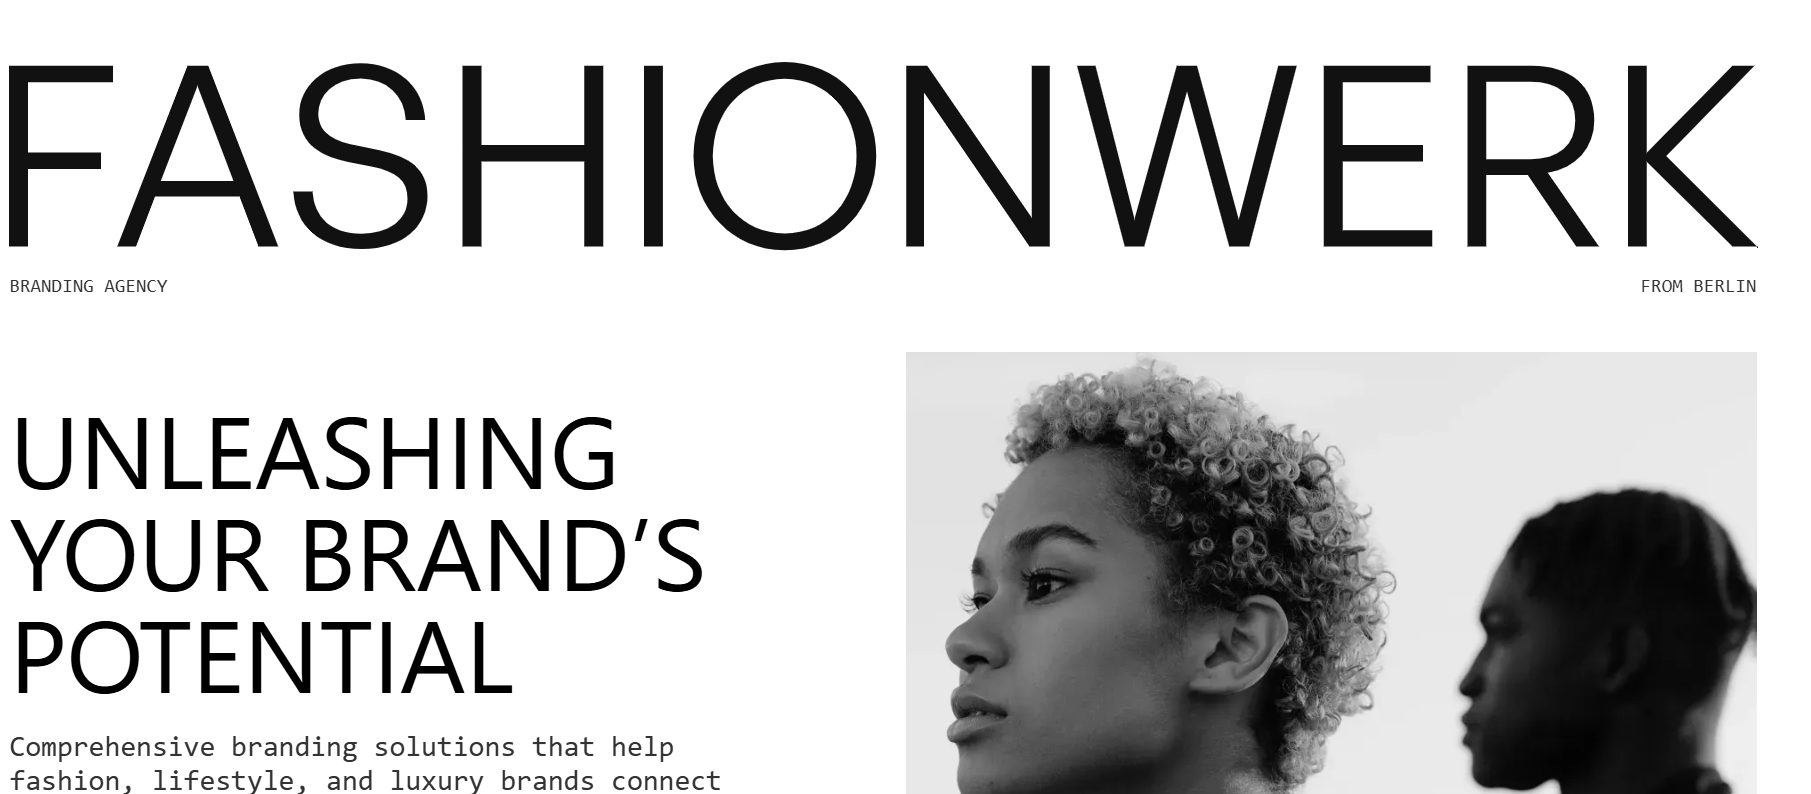 FASHIONWERK
BRANDING AGENCY
FROM BERLIN
UNLEASHING
YOUR BRAND’S
POTENTIAL
Comprehensive branding solutions that help
fashion, lifestyle, and luxury brands connect